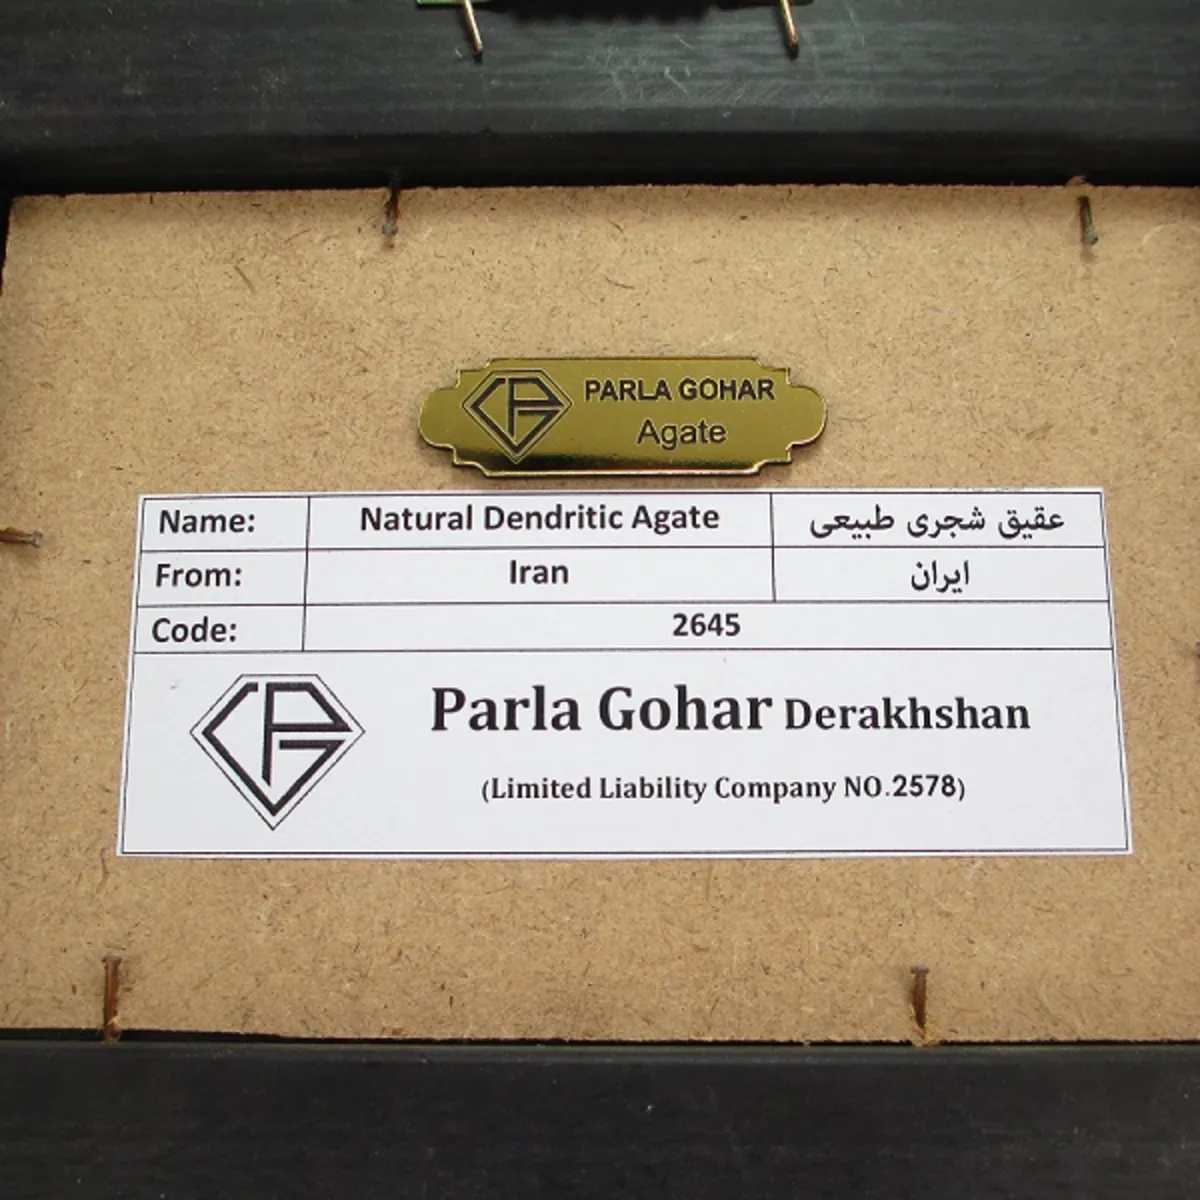 PARLA GOHAR
Agate
Name: Natural Dendritic Agate عقیق شجری طبیعی
From: Iran ایران
Code: 2645
Parla Gohar Derakhshan
(Limited Liability Company NO.2578)